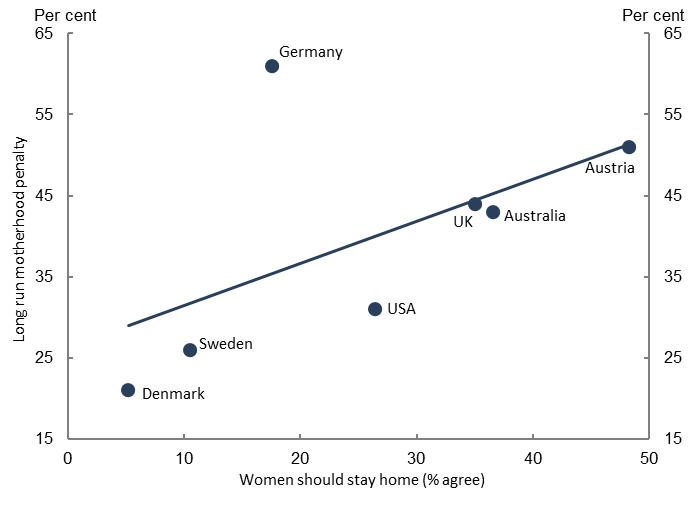 Per cent Per cent
65 65
Germany
55 55
Austria
45 45
UK Australia
35 35
USA
Sweden
25 25
Denmark
15 15
0 10 20 30 40 50
Women should stay home (% agree)
Long run motherhood penalty